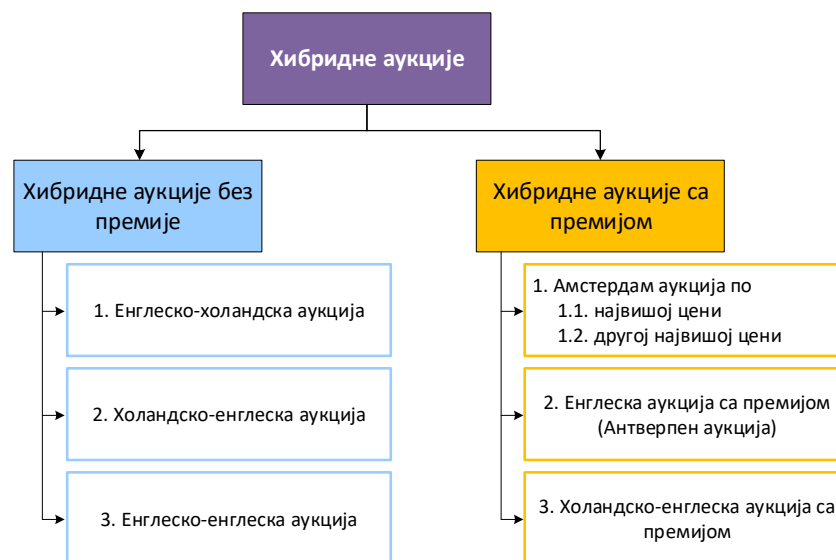 Хибридне аукције
Хибридне аукције без
премије
1. Енглеско-холандска аукција
2. Холандско-енглеска аукција
3. Енглеско-енглеска аукција
Хибридне аукције са
премијом
1. Амстердам аукција по
1.1. највишој цени
1.2. другој највишој цени
2. Енглеска аукција са премијом
(Антверпен аукција)
3. Холандско-енглеска аукција са
премијом